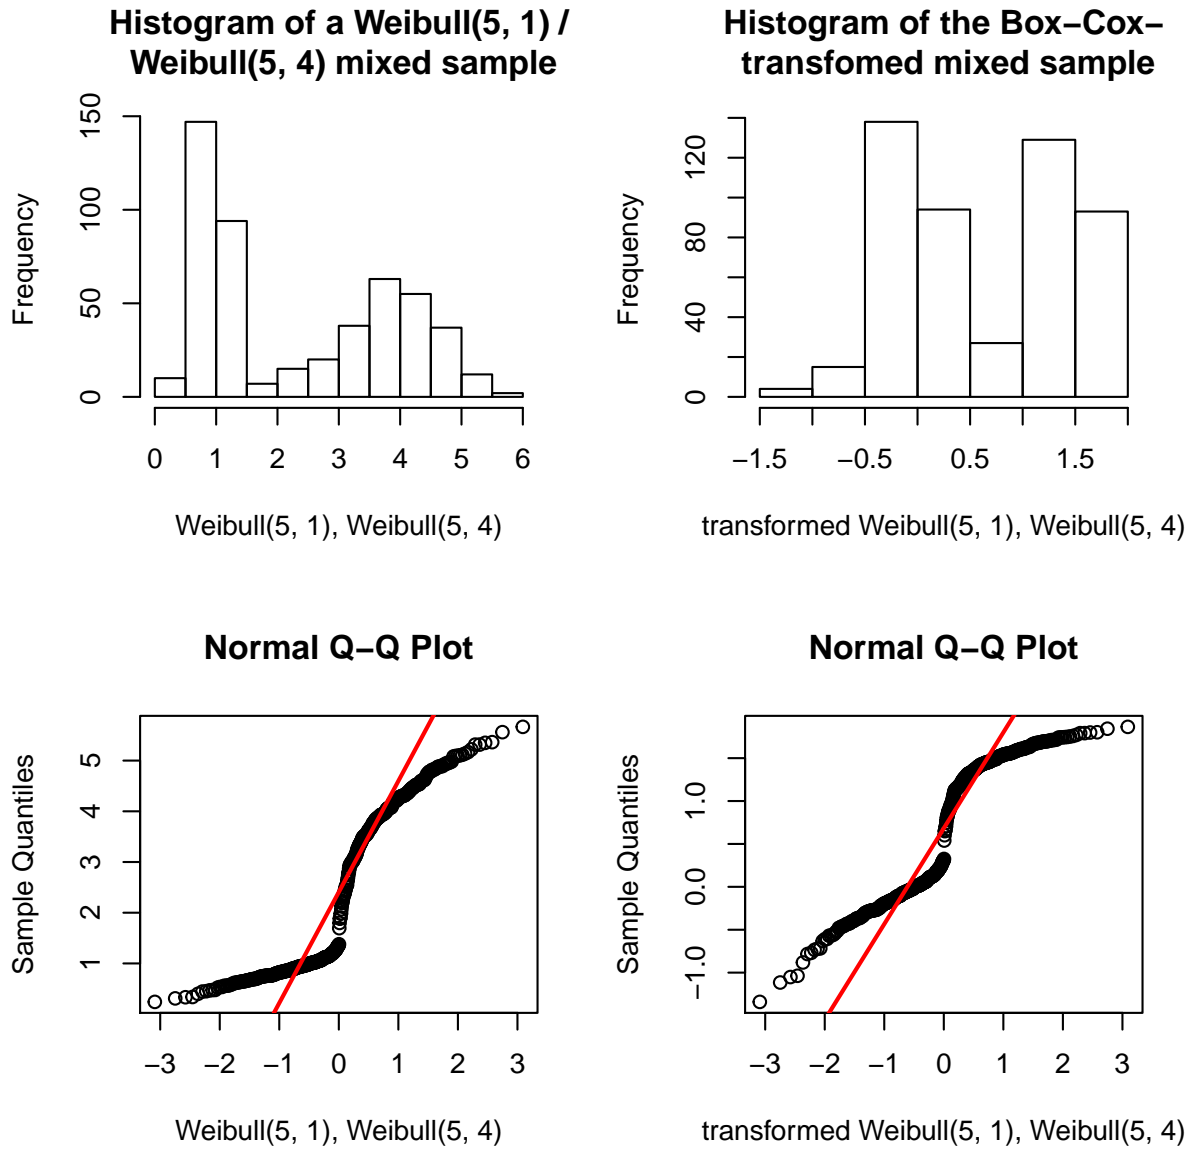 Histogram of a Weibull(5, 1) /
Weibull(5, 4) mixed sample
Frequency
0 50 100 150
0 1 2 3 4 5 6
Weibull(5, 1), Weibull(5, 4)
Histogram of the Box−Cox−
transfomed mixed sample
Frequency
0 40 80 120
−1.5 −0.5 0.5 1.5
transformed Weibull(5, 1), Weibull(5, 4)
Normal Q−Q Plot
Sample Quantiles
1 2 3 4 5
−3 −2 −1 0 1 2 3
Weibull(5, 1), Weibull(5, 4)
Normal Q−Q Plot
Sample Quantiles
−1.0 0.0 1.0
−3 −2 −1 0 1 2 3
transformed Weibull(5, 1), Weibull(5, 4)